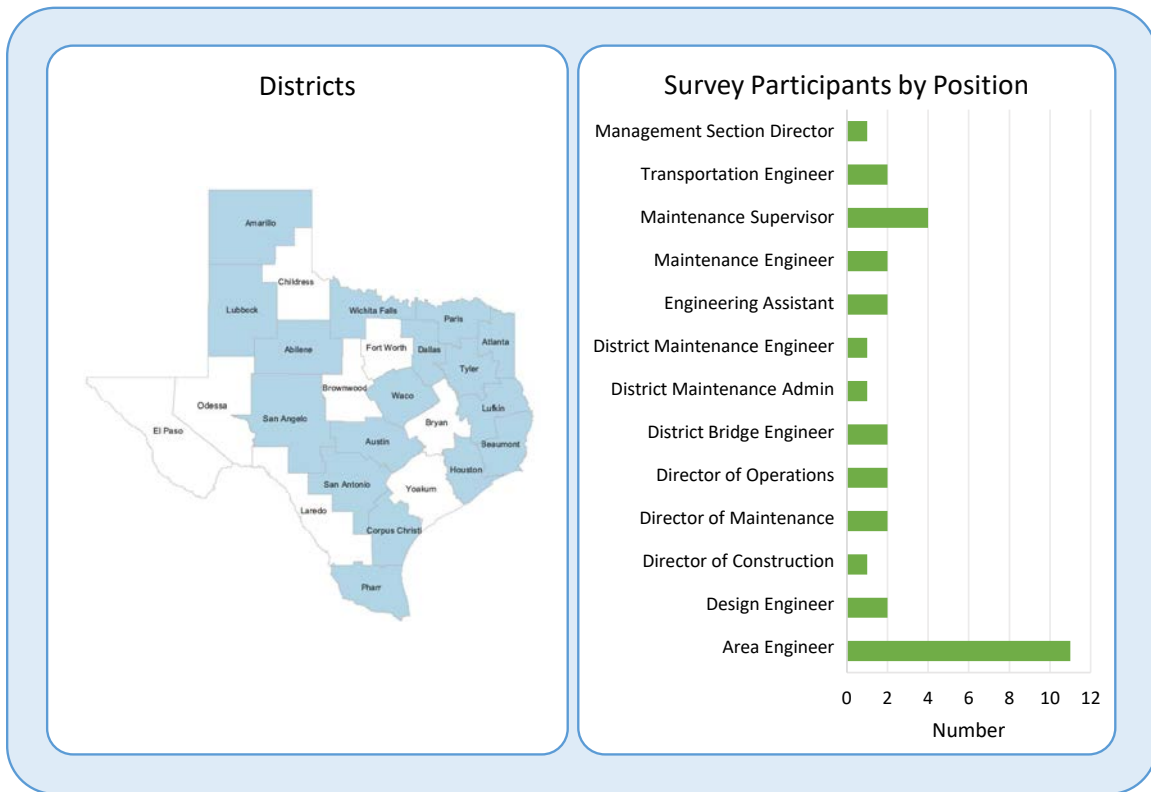 Districts
Amarillo
Childress
Lubbock
Wichita Falls
Paris
Atlanta
Abilene
Fort Worth
Dallas
Tyler
Brownwood
Waco
Odessa
San Angelo
Lufkin
El Paso
Bryan
Austin
Beaumont
Houston
San Antonio
Yoakum
Laredo
Corpus Christi
Pharr
Survey Participants by Position
Management Section Director
Transportation Engineer
Maintenance Supervisor
Maintenance Engineer
Engineering Assistant
District Maintenance Engineer
District Maintenance Admin
District Bridge Engineer
Director of Operations
Director of Maintenance
Director of Construction
Design Engineer
Area Engineer
0 2 4 6 8 10 12
Number